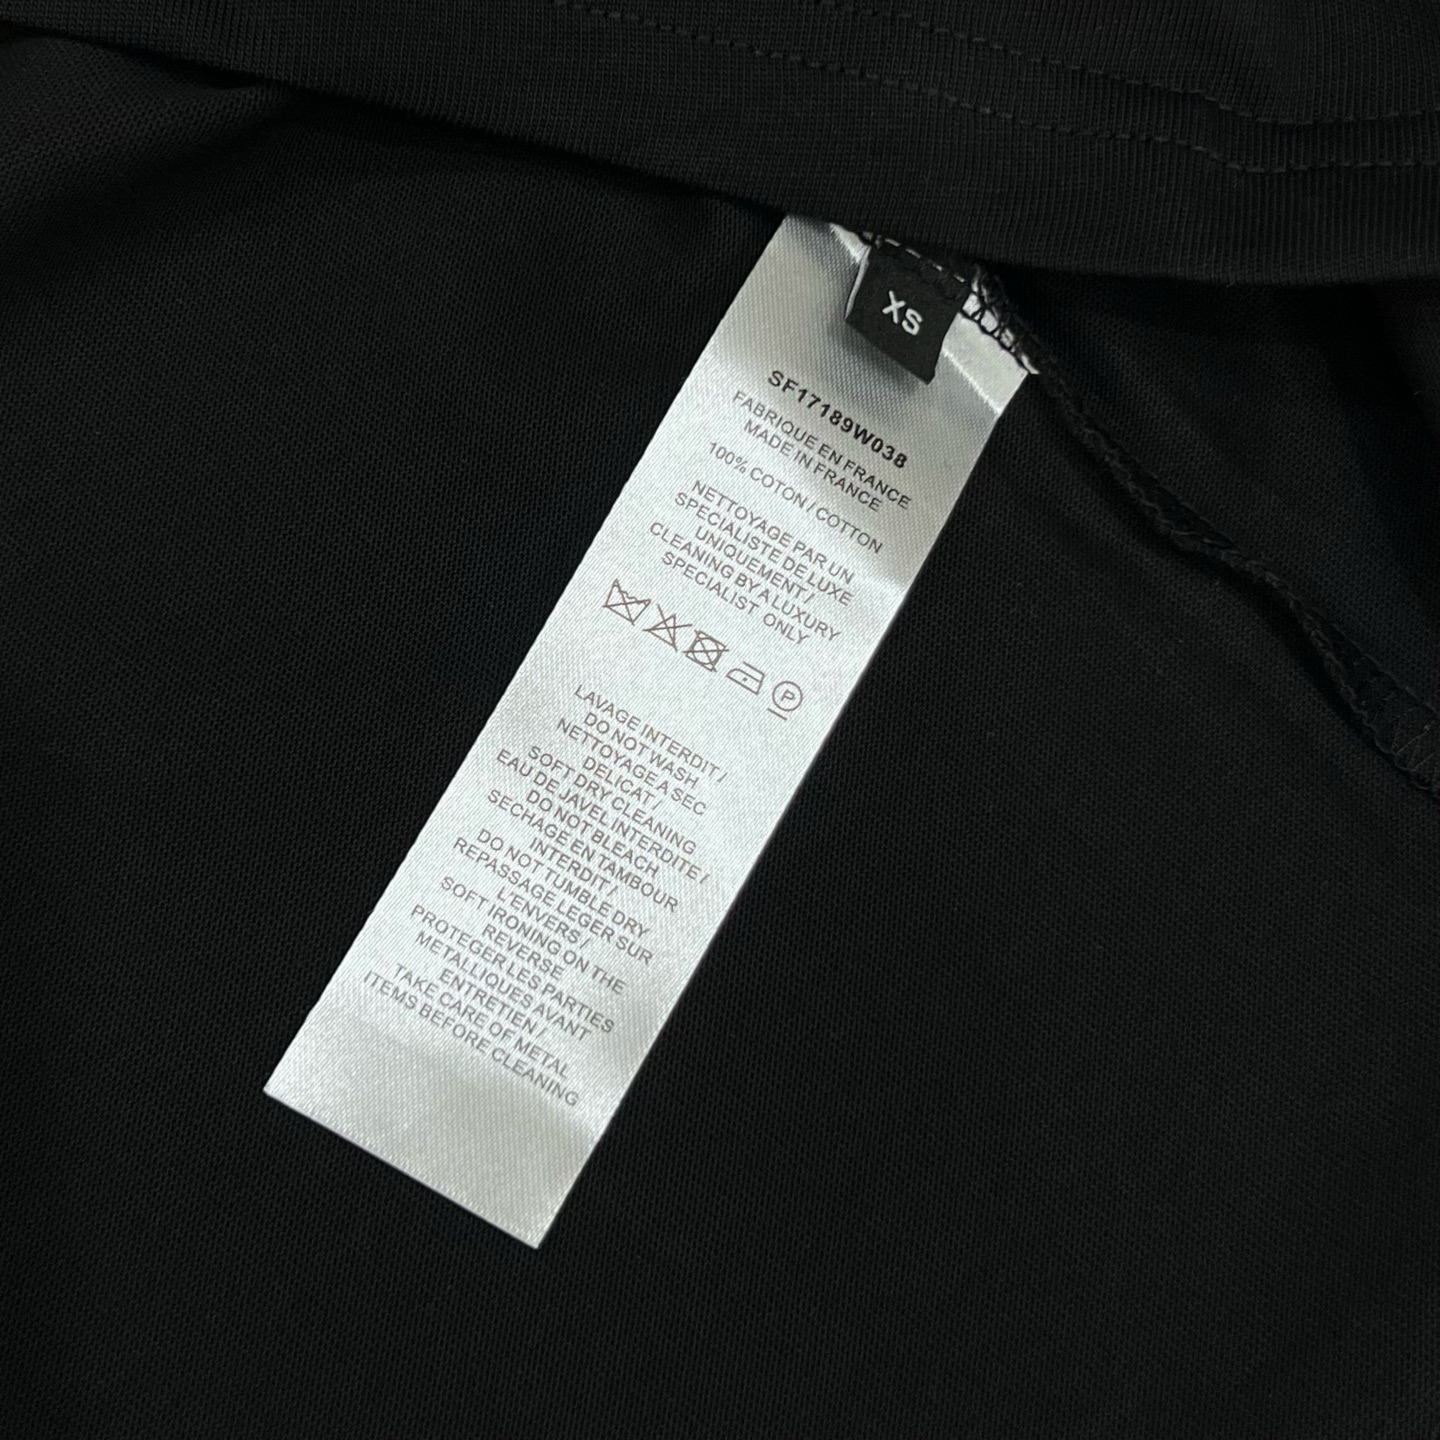 XS
SF17189W038
FABRIQUE EN FRANCE
MADE IN FRANCE
100% COTON / COTTON
NETTOYAGE PAR UN
SPECIALISTE DE LUXE
UNIQUEMENT /
CLEANING BY A LUXURY
SPECIALIST ONLY
P
LAVAGE INTERDIT /
DO NOT WASH
NETTOYAGE A SEC
DELICAT /
SOFT DRY CLEANING
EAU DE JAVEL INTERDITE /
DO NOT BLEACH
SECHAGE EN TAMBOUR
INTERDIT /
DO NOT TUMBLE DRY
REPASSAGE LEGER SUR
L'ENVERS /
SOFT IRONING ON THE
REVERSE
PROTEGER LES PARTIES
METALLIQUES AVANT
ENTRETIEN /
TAKE CARE OF METAL
ITEMS BEFORE CLEANING